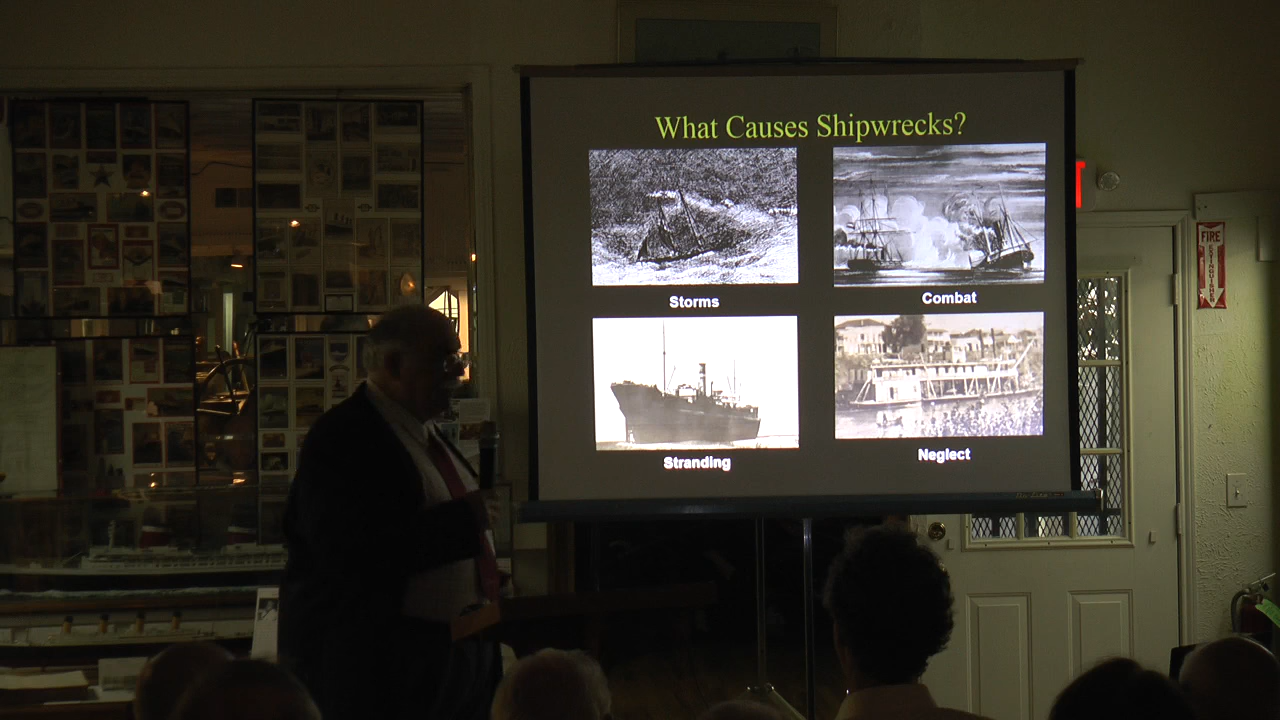 What Causes Shipwrecks?
Storms
Combat
Stranding
Neglect
FIRE
EXTINGUISHER